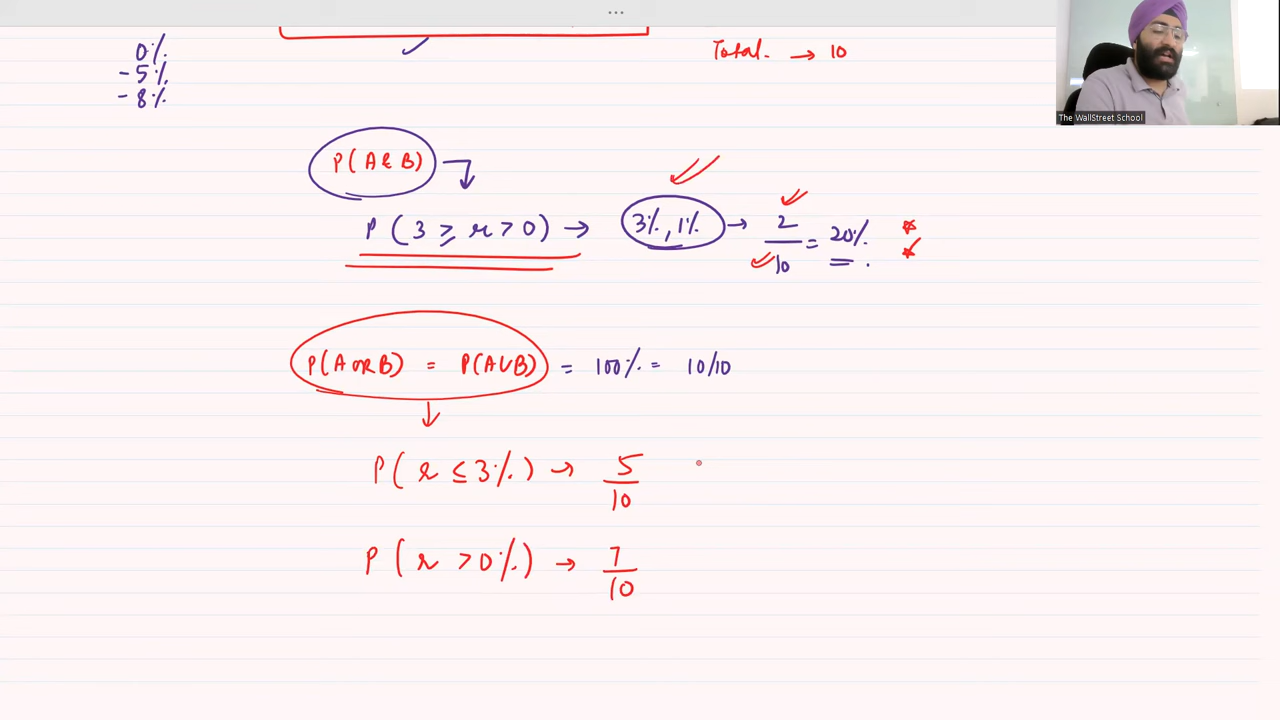 0%
-5%
-8%
Total. → 10
The WallStreet School
P(A & B)
P (3 ≥ r > 0) → 3%, 1% → 2/10 = 20%.
P(A or B) = P(A∪B) = 100% = 10/10
P( r ≤ 3%) → 5/10
P( r > 0%) → 7/10